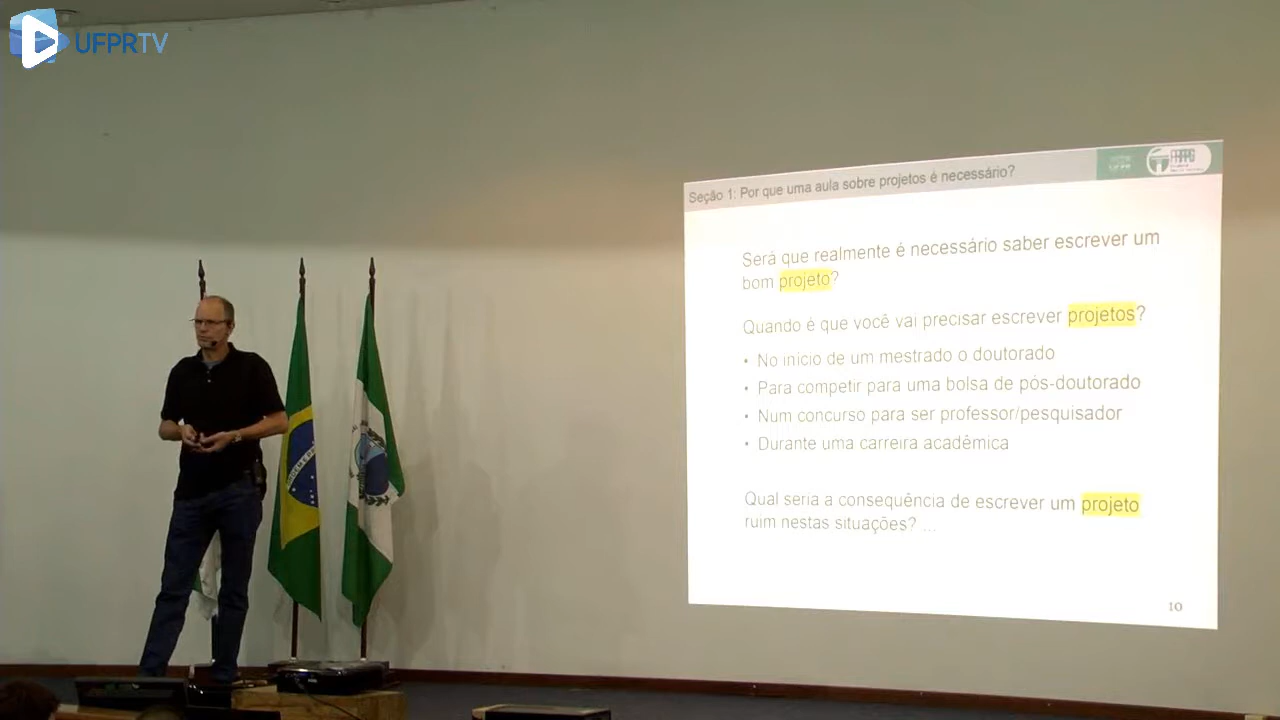 UFPRTV
Seção 1: Por que uma aula sobre projetos é necessário?
UFPR
PRPPG
Será que realmente é necessário saber escrever um
bom projeto?
Quando é que você vai precisar escrever projetos?
• No início de um mestrado o doutorado
• Para competir para uma bolsa de pós-doutorado
• Num concurso para ser professor/pesquisador
• Durante uma carreira acadêmica
Qual seria a consequência de escrever um projeto
ruim nestas situações? ...
10